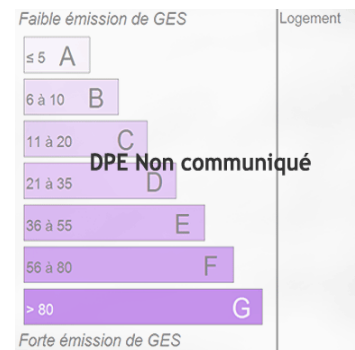 Faible émission de GES
Logement
≤ 5 A
6 à 10 B
11 à 20 C
DPE Non communiqué
21 à 35 D
36 à 55 E
56 à 80 F
> 80 G
Forte émission de GES